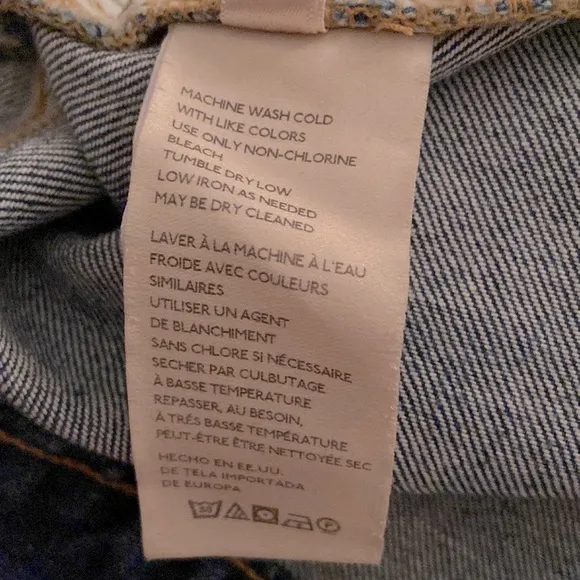 MACHINE WASH COLD
WITH LIKE COLORS
USE ONLY NON-CHLORINE
BLEACH
TUMBLE DRY LOW
LOW IRON AS NEEDED
MAY BE DRY CLEANED
LAVER À LA MACHINE À L'EAU
FROIDE AVEC COULEURS
SIMILAIRES
UTILISER UN AGENT
DE BLANCHIMENT
SANS CHLORE SI NÉCESSAIRE
SECHER PAR CULBUTAGE
À BASSE TEMPERATURE
REPASSER, AU BESOIN,
À TRÉS BASSE TEMPÉRATURE
PEUT-ÊTRE ÊTRE NETTOYÉE SEC
HECHO EN EE.UU.
DE TELA IMPORTADA
DE EUROPA
30 P